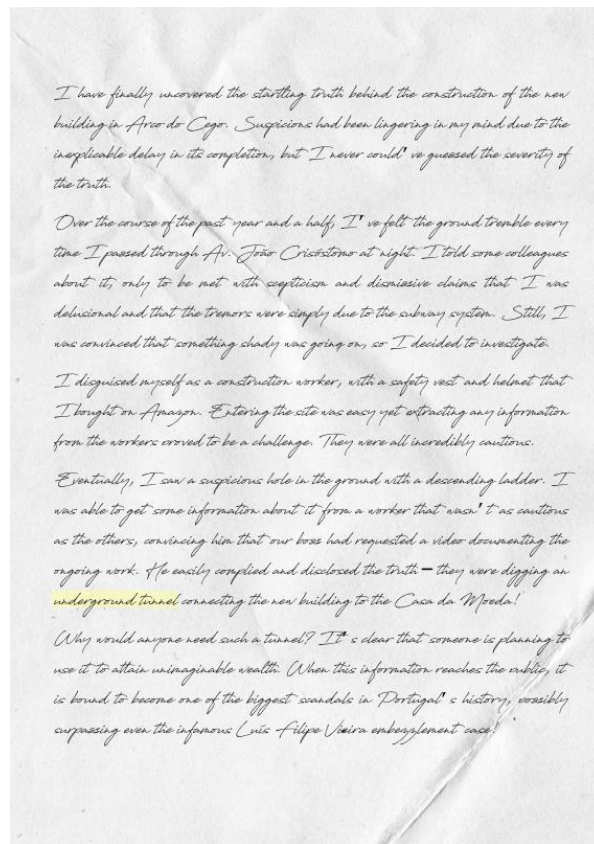 I have finally uncovered the startling truth behind the construction of the new
building in Arco do Cego. Suspicions had been lingering in my mind due to the
inexplicable delay in its completion, but I never could've guessed the severity of
the truth.
Over the course of the past year and a half, I've felt the ground tremble every
time I passed through Av. João Crisóstomo at night. I told some colleagues
about it, only to be met with scepticism and dismissive claims that I was
delusional and that the tremors were simply due to the subway system. Still, I
was convinced that something shady was going on, so I decided to investigate.
I disguised myself as a construction worker, with a safety vest and helmet that
I bought on Amazon. Entering the site was easy yet extracting any information
from the workers proved to be a challenge. They were all incredibly cautious.
Eventually, I saw a suspicious hole in the ground with a descending ladder. I
was able to get some information about it from a worker that wasn't as cautious
as the others, convincing him that our boss had requested a video documenting the
ongoing work. He easily complied and disclosed the truth – they were digging an
underground tunnel connecting the new building to the Casa da Moeda!
Why would anyone need such a tunnel? It's clear that someone is planning to
use it to attain unimaginable wealth. When this information reaches the public, it
is bound to become one of the biggest scandals in Portugal's history, possibly
surpassing even the infamous Luís Filipe Vieira embezzlement case!